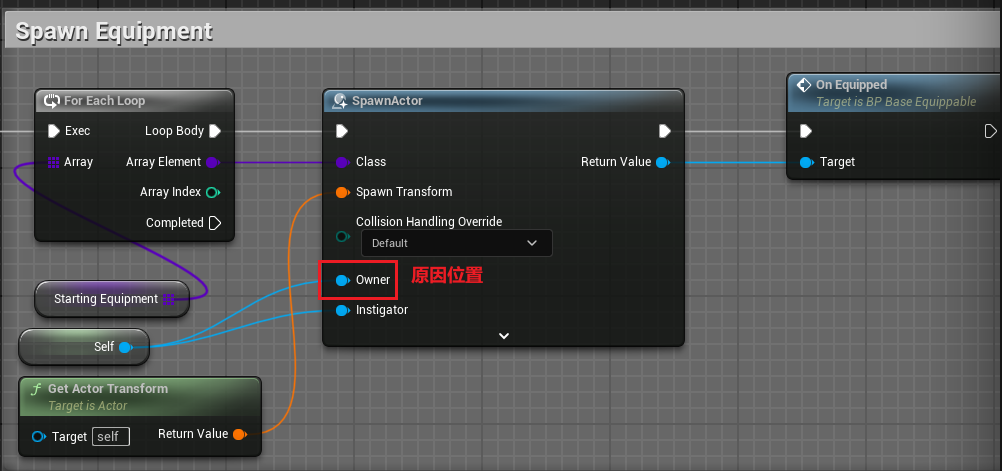 Spawn Equipment
For Each Loop
Exec
Loop Body
Array
Array Element
Array Index
Completed
Starting Equipment
Self
Get Actor Transform
Target is Actor
Target
self
Return Value
SpawnActor
Class
Return Value
Spawn Transform
Collision Handling Override
Default
Owner
原因位置
Instigator
On Equipped
Target is BP Base Equippable
Target